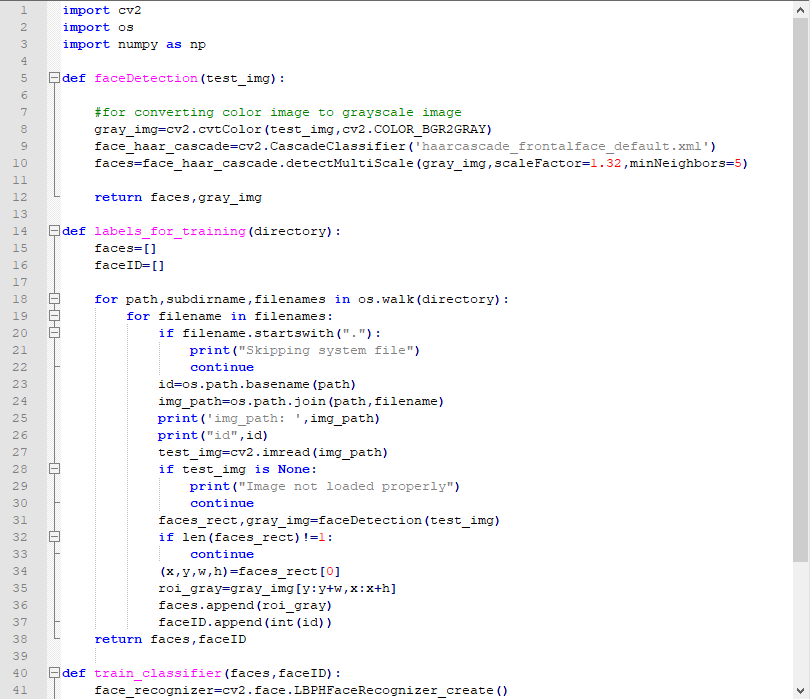 1 import cv2
2 import os
3 import numpy as np
4
5 def faceDetection(test_img):
6
7     #for converting color image to grayscale image
8     gray_img=cv2.cvtColor(test_img,cv2.COLOR_BGR2GRAY)
9     face_haar_cascade=cv2.CascadeClassifier('haarcascade_frontalface_default.xml')
10     faces=face_haar_cascade.detectMultiScale(gray_img,scaleFactor=1.32,minNeighbors=5)
11
12     return faces,gray_img
13
14 def labels_for_training(directory):
15     faces=[]
16     faceID=[]
17
18     for path,subdirname,filenames in os.walk(directory):
19         for filename in filenames:
20             if filename.startswith("."):
21                 print("Skipping system file")
22                 continue
23             id=os.path.basename(path)
24             img_path=os.path.join(path,filename)
25             print('img_path: ',img_path)
26             print("id",id)
27             test_img=cv2.imread(img_path)
28             if test_img is None:
29                 print("Image not loaded properly")
30                 continue
31             faces_rect,gray_img=faceDetection(test_img)
32             if len(faces_rect)!=1:
33                 continue
34             (x,y,w,h)=faces_rect[0]
35             roi_gray=gray_img[y:y+w,x:x+h]
36             faces.append(roi_gray)
37             faceID.append(int(id))
38     return faces,faceID
39
40 def train_classifier(faces,faceID):
41     face_recognizer=cv2.face.LBPHFaceRecognizer_create()